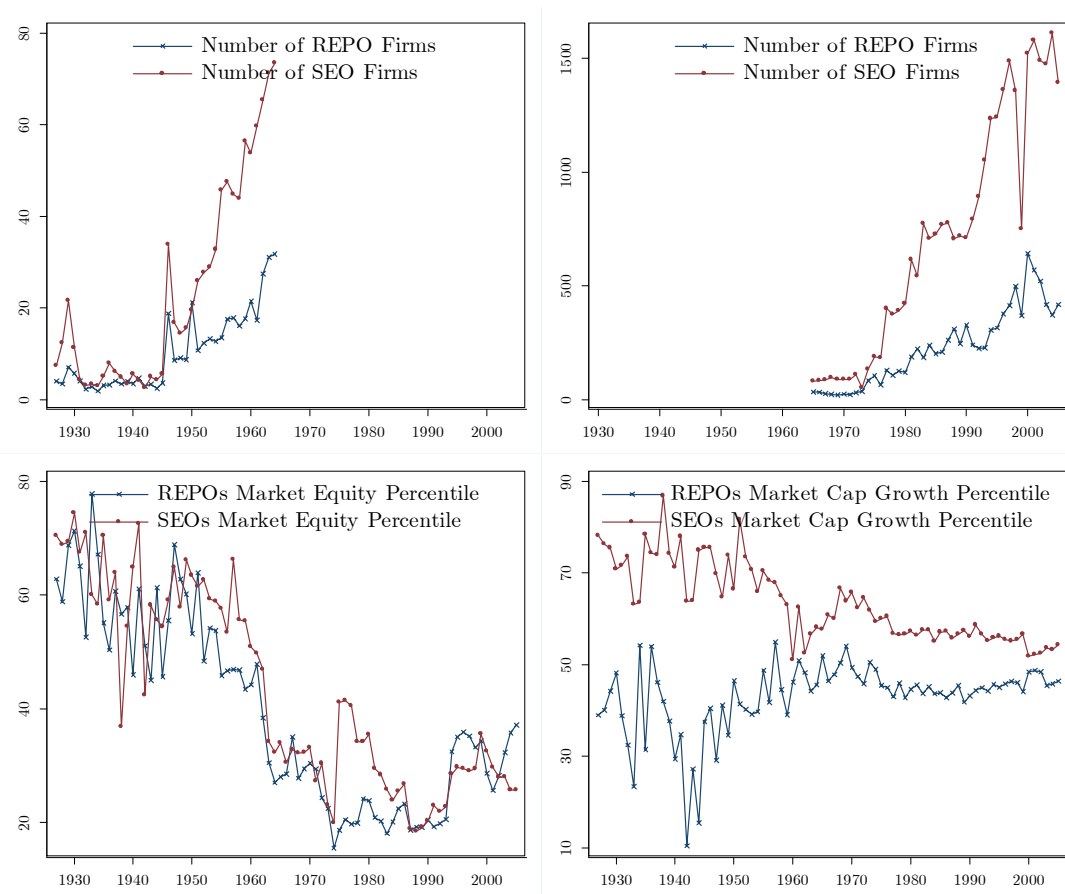 Number of REPO Firms
Number of SEO Firms
80
60
40
20
0
1930 1940 1950 1960 1970 1980 1990 2000
Number of REPO Firms
Number of SEO Firms
1500
1000
500
0
1930 1940 1950 1960 1970 1980 1990 2000
REPOs Market Equity Percentile
SEOs Market Equity Percentile
80
60
40
20
1930 1940 1950 1960 1970 1980 1990 2000
REPOs Market Cap Growth Percentile
SEOs Market Cap Growth Percentile
90
70
50
30
10
1930 1940 1950 1960 1970 1980 1990 2000